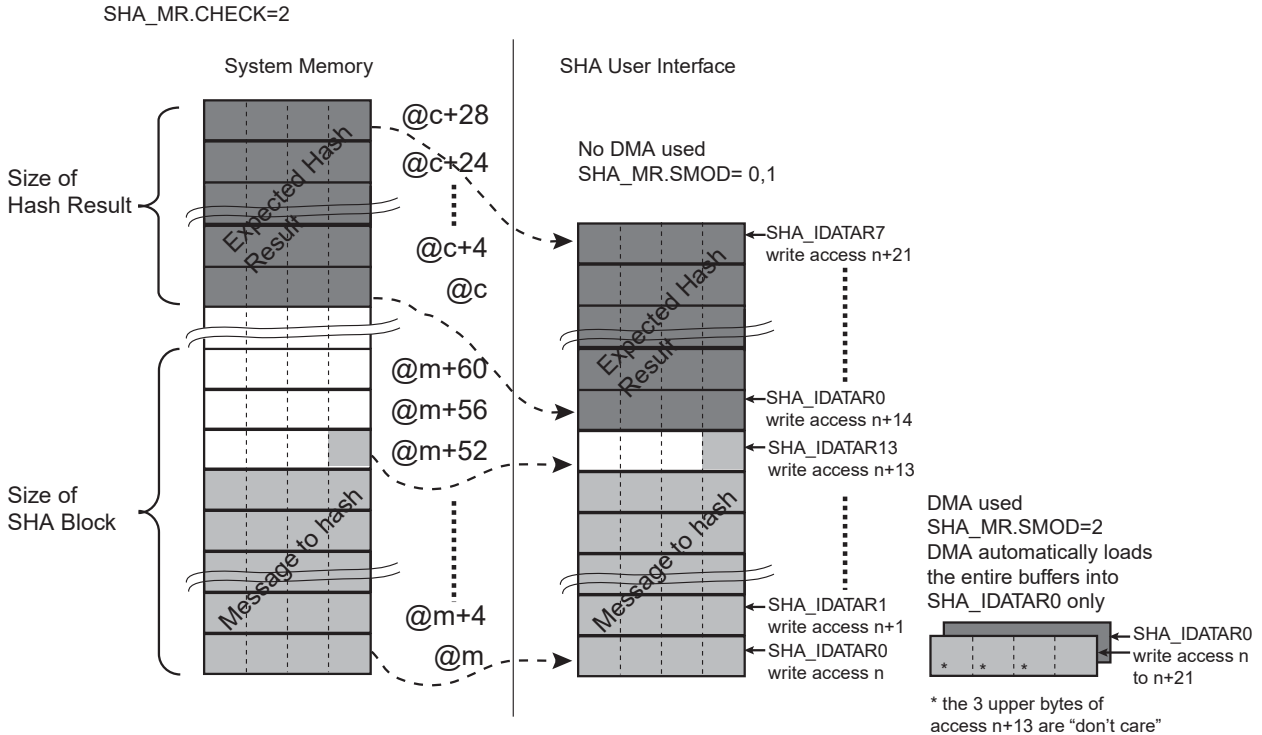 SHA_MR.CHECK=2
System Memory
SHA User Interface
Size of
Hash Result
Expected Hash
Result
@c+28
@c+24
@c+4
@c
@m+60
@m+56
@m+52
Size of
SHA Block
Message to hash
@m+4
@m
No DMA used
SHA_MR.SMOD= 0,1
Expected Hash
Result
Message to hash
SHA_IDATAR7
write access n+21
SHA_IDATAR0
write access n+14
SHA_IDATAR13
write access n+13
SHA_IDATAR1
write access n+1
SHA_IDATAR0
write access n
DMA used
SHA_MR.SMOD=2
DMA automatically loads
the entire buffers into
SHA_IDATAR0 only
* * *
SHA_IDATAR0
write access n
to n+21
* the 3 upper bytes of
access n+13 are “don’t care”